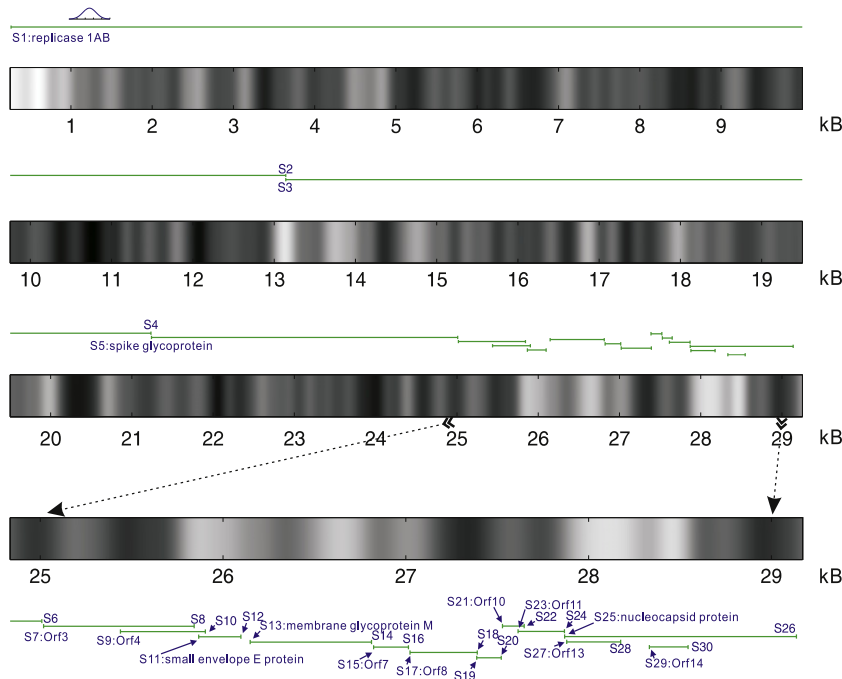 S1:replicase 1AB
1 2 3 4 5 6 7 8 9 kB
S2
S3
10 11 12 13 14 15 16 17 18 19 kB
S4
S5:spike glycoprotein
20 21 22 23 24 25 26 27 28 29 kB
25 26 27 28 29 kB
S21:Orf10 S23:Orf11
S6 S8 S10 S12 S22 S24 S25:nucleocapsid protein
S13:membrane glycoprotein M S26
S7:Orf3 S9:Orf4 S14 S16 S18 S20
S11:small envelope E protein S15:Orf7 S27:Orf13 S28 S30
S17:Orf8 S19 S29:Orf14